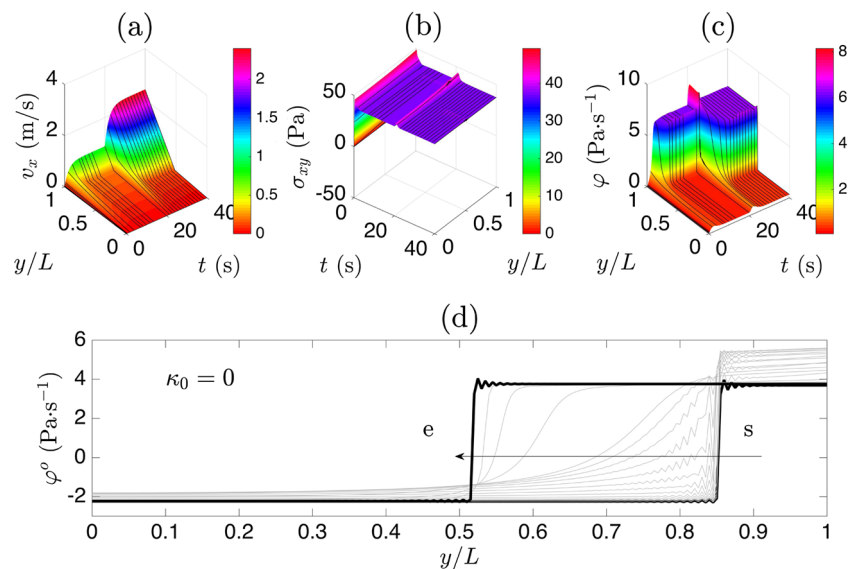 (a) (b) (c)
4 2 0
v_x (m/s)
1 0.5 0
y/L
0 20 40
t (s)
2 1.5 1 0.5 0
50 0 -50
σ_xy (Pa)
0 20 40
t (s)
0 0.5 1
y/L
40 30 20 10 0
10 5 0
φ (Pa·s⁻¹)
1 0.5 0
y/L
0 20 40
t (s)
8 7 6 5 4 3 2 1
(d)
6 4 2 0 -2
φ^o (Pa·s⁻¹)
κ_0 = 0
e s
0 0.1 0.2 0.3 0.4 0.5 0.6 0.7 0.8 0.9 1
y/L